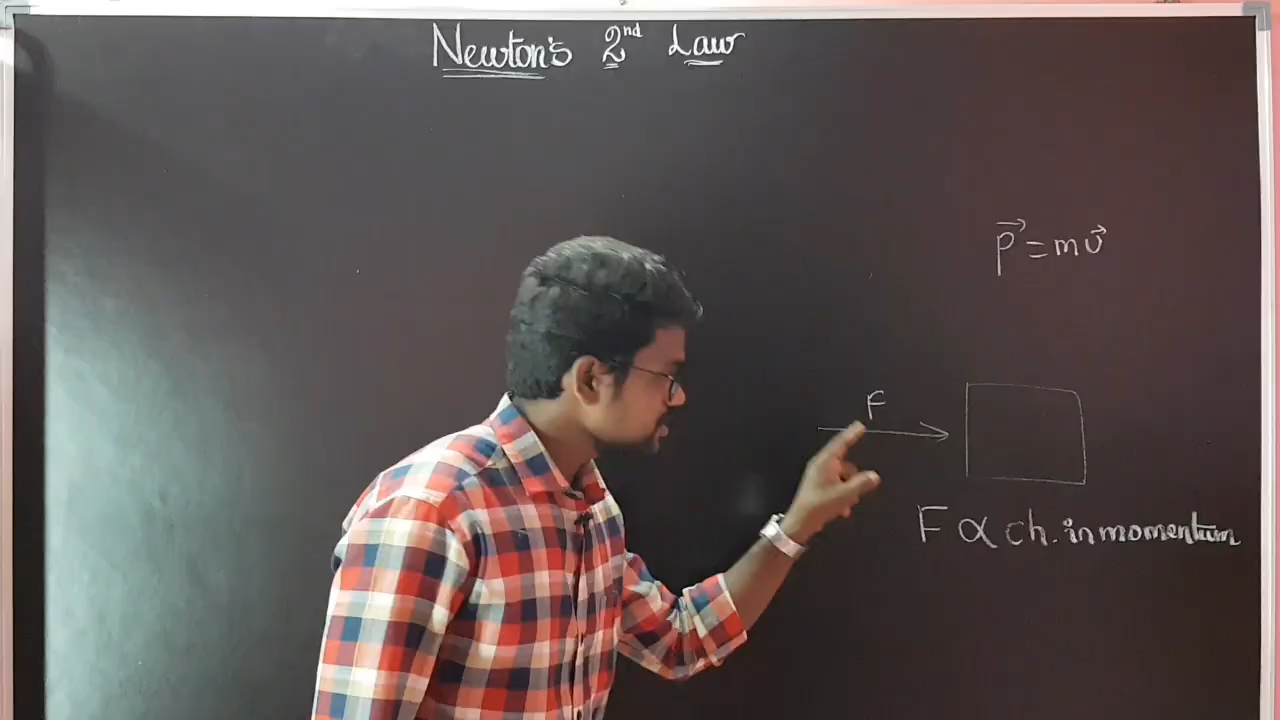 Newton's 2nd Law
p⃗ = mv⃗
F
F ∝ ch. in momentum